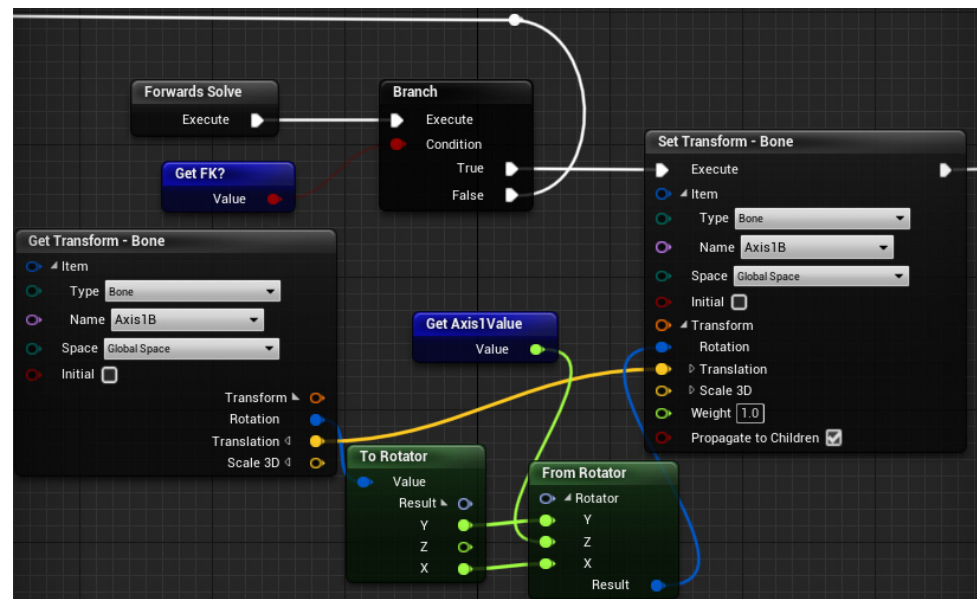 Forwards Solve
Execute
Branch
Execute
Condition
True
False
Get FK?
Value
Set Transform - Bone
Execute
Item
Type Bone
Name Axis1B
Space Global Space
Initial
Transform
Rotation
Translation
Scale 3D
Weight 1.0
Propagate to Children
Get Transform - Bone
Item
Type Bone
Name Axis1B
Space Global Space
Initial
Transform
Rotation
Translation
Scale 3D
Get Axis1Value
Value
To Rotator
Value
Result
Y
Z
X
From Rotator
Rotator
Y
Z
X
Result